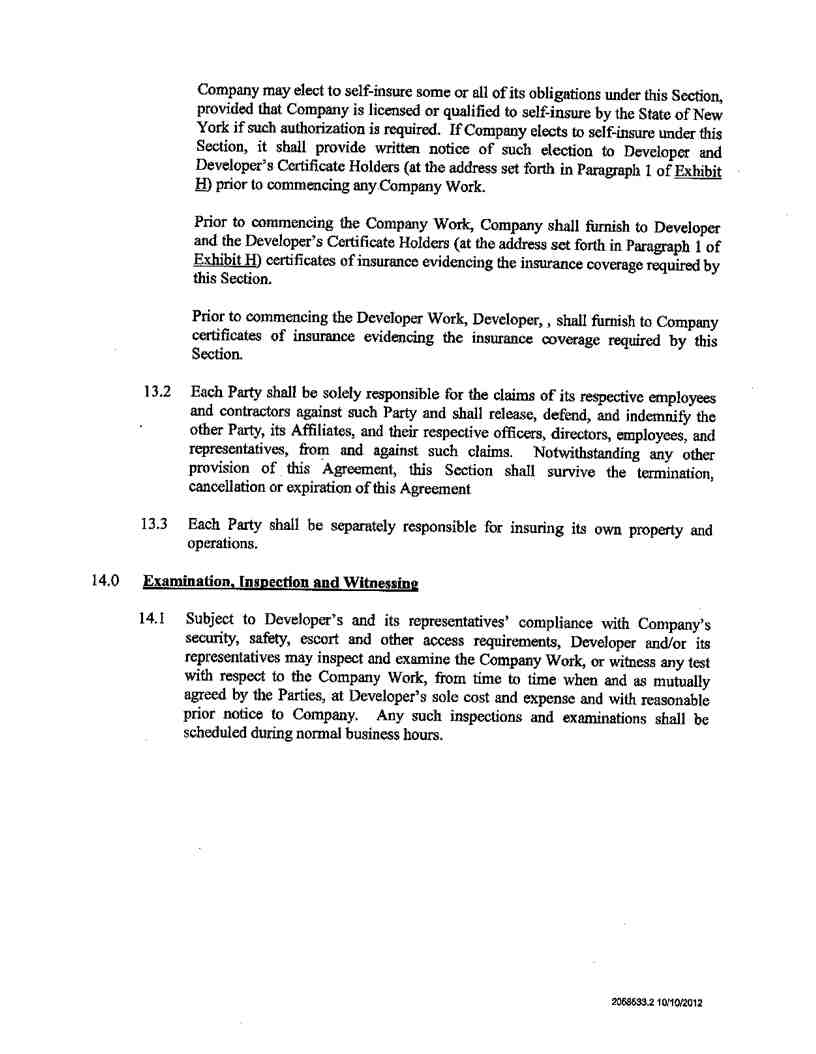 Company may elect to self-insure some or all of its obligations under this Section,
provided that Company is licensed or qualified to self-insure by the State of New
York if such authorization is required. If Company elects to self-insure under this
Section, it shall provide written notice of such election to Developer and
Developer's Certificate Holders (at the address set forth in Paragraph 1 of Exhibit
H) prior to commencing any Company Work.
Prior to commencing the Company Work, Company shall furnish to Developer
and the Developer's Certificate Holders (at the address set forth in Paragraph 1 of
Exhibit H) certificates of insurance evidencing the insurance coverage required by
this Section.
Prior to commencing the Developer Work, Developer, , shall furnish to Company
certificates of insurance evidencing the insurance coverage required by this
Section.
13.2 Each Party shall be solely responsible for the claims of its respective employees
and contractors against such Party and shall release, defend, and indemnify the
other Party, its Affiliates, and their respective officers, directors, employees, and
representatives, from and against such claims. Notwithstanding any other
provision of this Agreement, this Section shall survive the termination,
cancellation or expiration of this Agreement
13.3 Each Party shall be separately responsible for insuring its own property and
operations.
14.0 Examination, Inspection and Witnessing
14.1 Subject to Developer's and its representatives' compliance with Company's
security, safety, escort and other access requirements, Developer and/or its
representatives may inspect and examine the Company Work, or witness any test
with respect to the Company Work, from time to time when and as mutually
agreed by the Parties, at Developer's sole cost and expense and with reasonable
prior notice to Company. Any such inspections and examinations shall be
scheduled during normal business hours.
2058533.2 10/10/2012